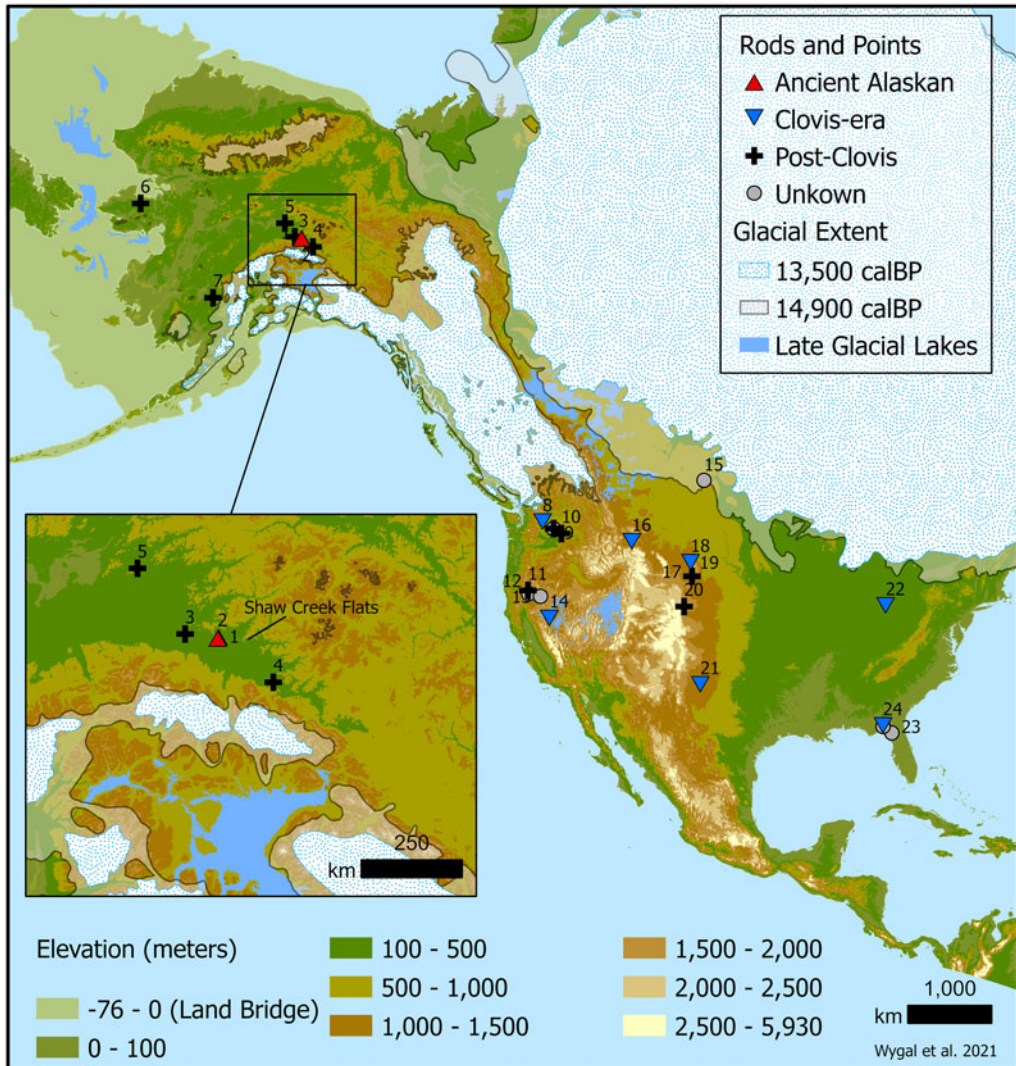 Rods and Points
Ancient Alaskan
Clovis-era
Post-Clovis
Unkown
Glacial Extent
13,500 calBP
14,900 calBP
Late Glacial Lakes
6
5
3
4
2
7
15
8
10
9
16
18
17
19
11
12
13
14
20
22
21
24
23
5
3
2
1
Shaw Creek Flats
4
250
km
Elevation (meters)
-76 - 0 (Land Bridge)
0 - 100
100 - 500
500 - 1,000
1,000 - 1,500
1,500 - 2,000
2,000 - 2,500
2,500 - 5,930
1,000
km
Wygal et al. 2021